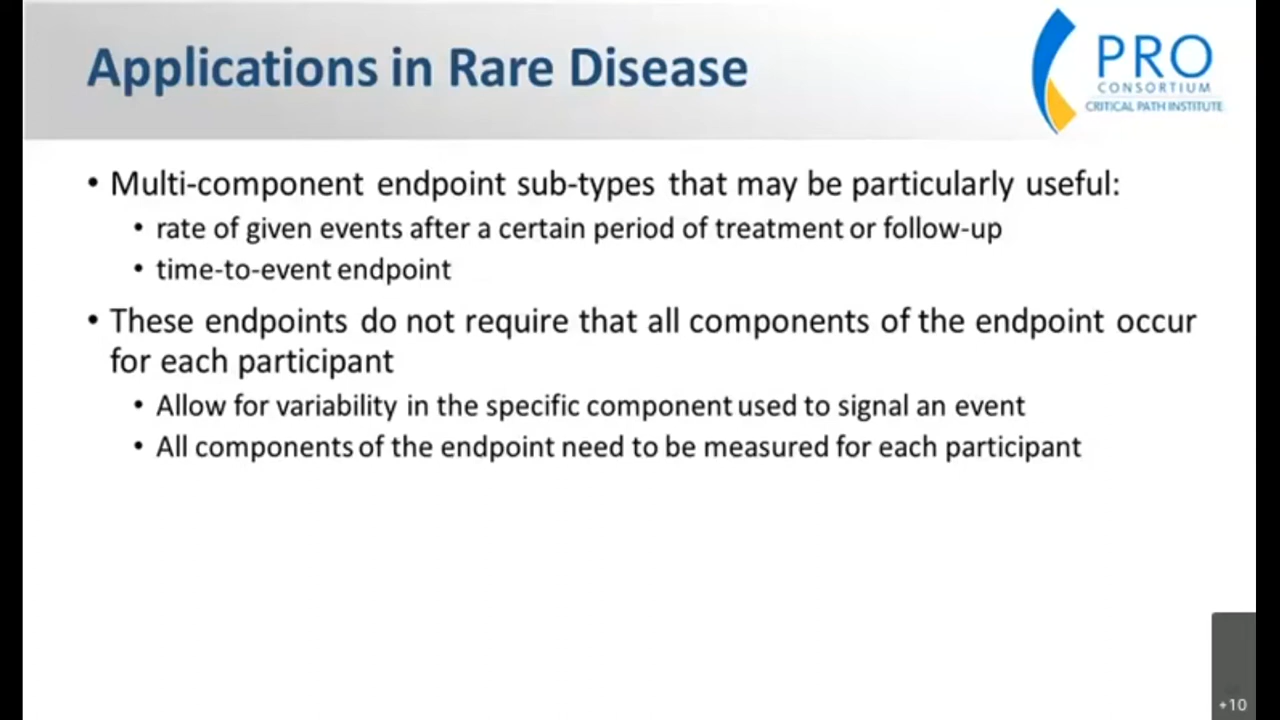 Applications in Rare Disease
PRO
CONSORTIUM
CRITICAL PATH INSTITUTE
• Multi-component endpoint sub-types that may be particularly useful:
• rate of given events after a certain period of treatment or follow-up
• time-to-event endpoint
• These endpoints do not require that all components of the endpoint occur
for each participant
• Allow for variability in the specific component used to signal an event
• All components of the endpoint need to be measured for each participant
+10